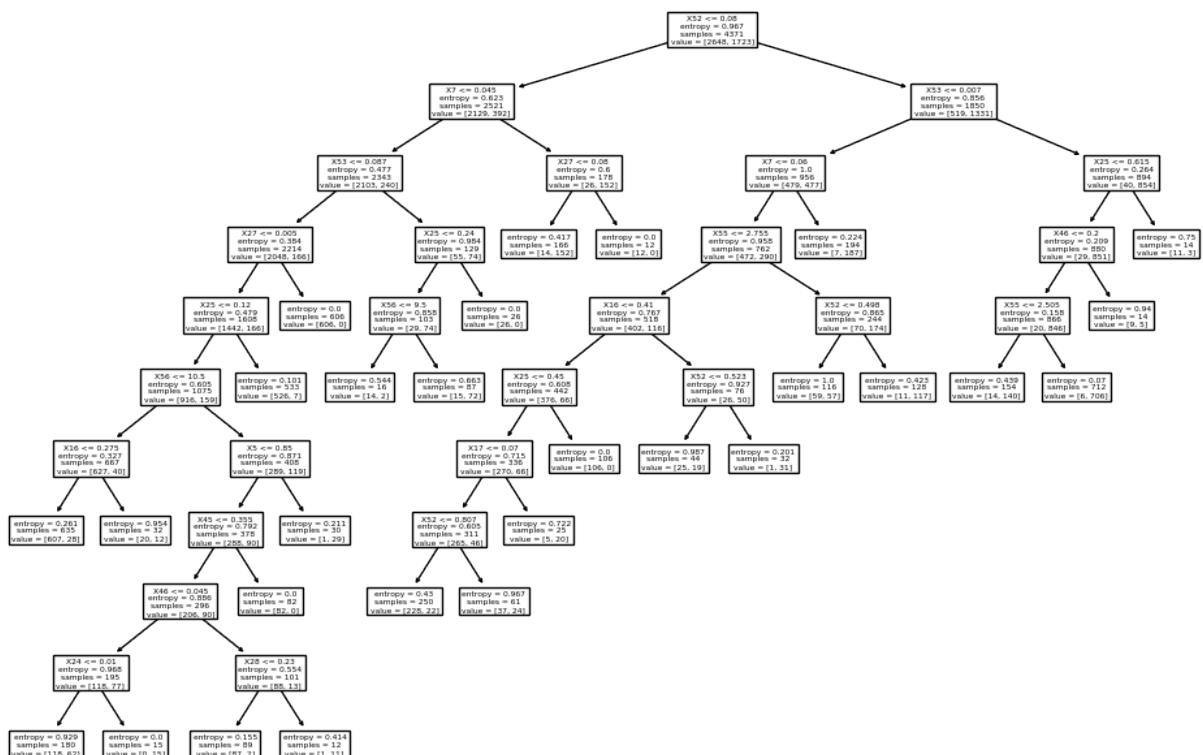 X52 <= 0.08
entropy = 0.967
samples = 4371
value = [2648, 1723]
X7 <= 0.045
entropy = 0.623
samples = 2521
value = [2129, 392]
X53 <= 0.007
entropy = 0.856
samples = 1850
value = [519, 1331]
X53 <= 0.087
entropy = 0.477
samples = 2343
value = [2103, 240]
X27 <= 0.08
entropy = 0.6
samples = 178
value = [26, 152]
X7 <= 0.06
entropy = 1.0
samples = 956
value = [479, 477]
X25 <= 0.615
entropy = 0.264
samples = 894
value = [40, 854]
X27 <= 0.005
entropy = 0.384
samples = 2214
value = [2048, 166]
X25 <= 0.24
entropy = 0.984
samples = 129
value = [55, 74]
entropy = 0.417
samples = 166
value = [14, 152]
entropy = 0.0
samples = 12
value = [12, 0]
X55 <= 2.755
entropy = 0.958
samples = 762
value = [472, 290]
entropy = 0.224
samples = 194
value = [7, 187]
X46 <= 0.2
entropy = 0.209
samples = 880
value = [29, 851]
entropy = 0.75
samples = 14
value = [11, 3]
X25 <= 0.12
entropy = 0.479
samples = 1608
value = [1442, 166]
entropy = 0.0
samples = 606
value = [606, 0]
X56 <= 9.5
entropy = 0.858
samples = 103
value = [29, 74]
entropy = 0.0
samples = 26
value = [26, 0]
X16 <= 0.41
entropy = 0.767
samples = 518
value = [402, 116]
X52 <= 0.498
entropy = 0.865
samples = 244
value = [70, 174]
X55 <= 2.505
entropy = 0.158
samples = 866
value = [20, 846]
entropy = 0.94
samples = 14
value = [9, 5]
X56 <= 10.5
entropy = 0.605
samples = 1075
value = [916, 159]
entropy = 0.101
samples = 533
value = [526, 7]
entropy = 0.544
samples = 16
value = [14, 2]
entropy = 0.663
samples = 87
value = [15, 72]
X25 <= 0.45
entropy = 0.608
samples = 442
value = [376, 66]
X52 <= 0.523
entropy = 0.927
samples = 76
value = [26, 50]
entropy = 1.0
samples = 116
value = [59, 57]
entropy = 0.423
samples = 128
value = [11, 117]
entropy = 0.439
samples = 154
value = [14, 140]
entropy = 0.07
samples = 712
value = [6, 706]
X16 <= 0.275
entropy = 0.327
samples = 667
value = [627, 40]
X5 <= 0.85
entropy = 0.871
samples = 408
value = [289, 119]
X17 <= 0.07
entropy = 0.715
samples = 336
value = [270, 66]
entropy = 0.0
samples = 106
value = [106, 0]
entropy = 0.987
samples = 44
value = [25, 19]
entropy = 0.201
samples = 32
value = [1, 31]
entropy = 0.261
samples = 635
value = [607, 28]
entropy = 0.954
samples = 32
value = [20, 12]
X45 <= 0.355
entropy = 0.792
samples = 378
value = [288, 90]
entropy = 0.211
samples = 30
value = [1, 29]
X52 <= 0.807
entropy = 0.605
samples = 311
value = [265, 46]
entropy = 0.722
samples = 25
value = [5, 20]
X46 <= 0.045
entropy = 0.886
samples = 296
value = [206, 90]
entropy = 0.0
samples = 82
value = [82, 0]
entropy = 0.43
samples = 250
value = [228, 22]
entropy = 0.967
samples = 61
value = [37, 24]
X24 <= 0.01
entropy = 0.968
samples = 195
value = [118, 77]
X28 <= 0.23
entropy = 0.554
samples = 101
value = [88, 13]
entropy = 0.929
samples = 180
value = [118, 62]
entropy = 0.0
samples = 15
value = [0, 15]
entropy = 0.155
samples = 89
value = [87, 2]
entropy = 0.414
samples = 12
value = [1, 11]